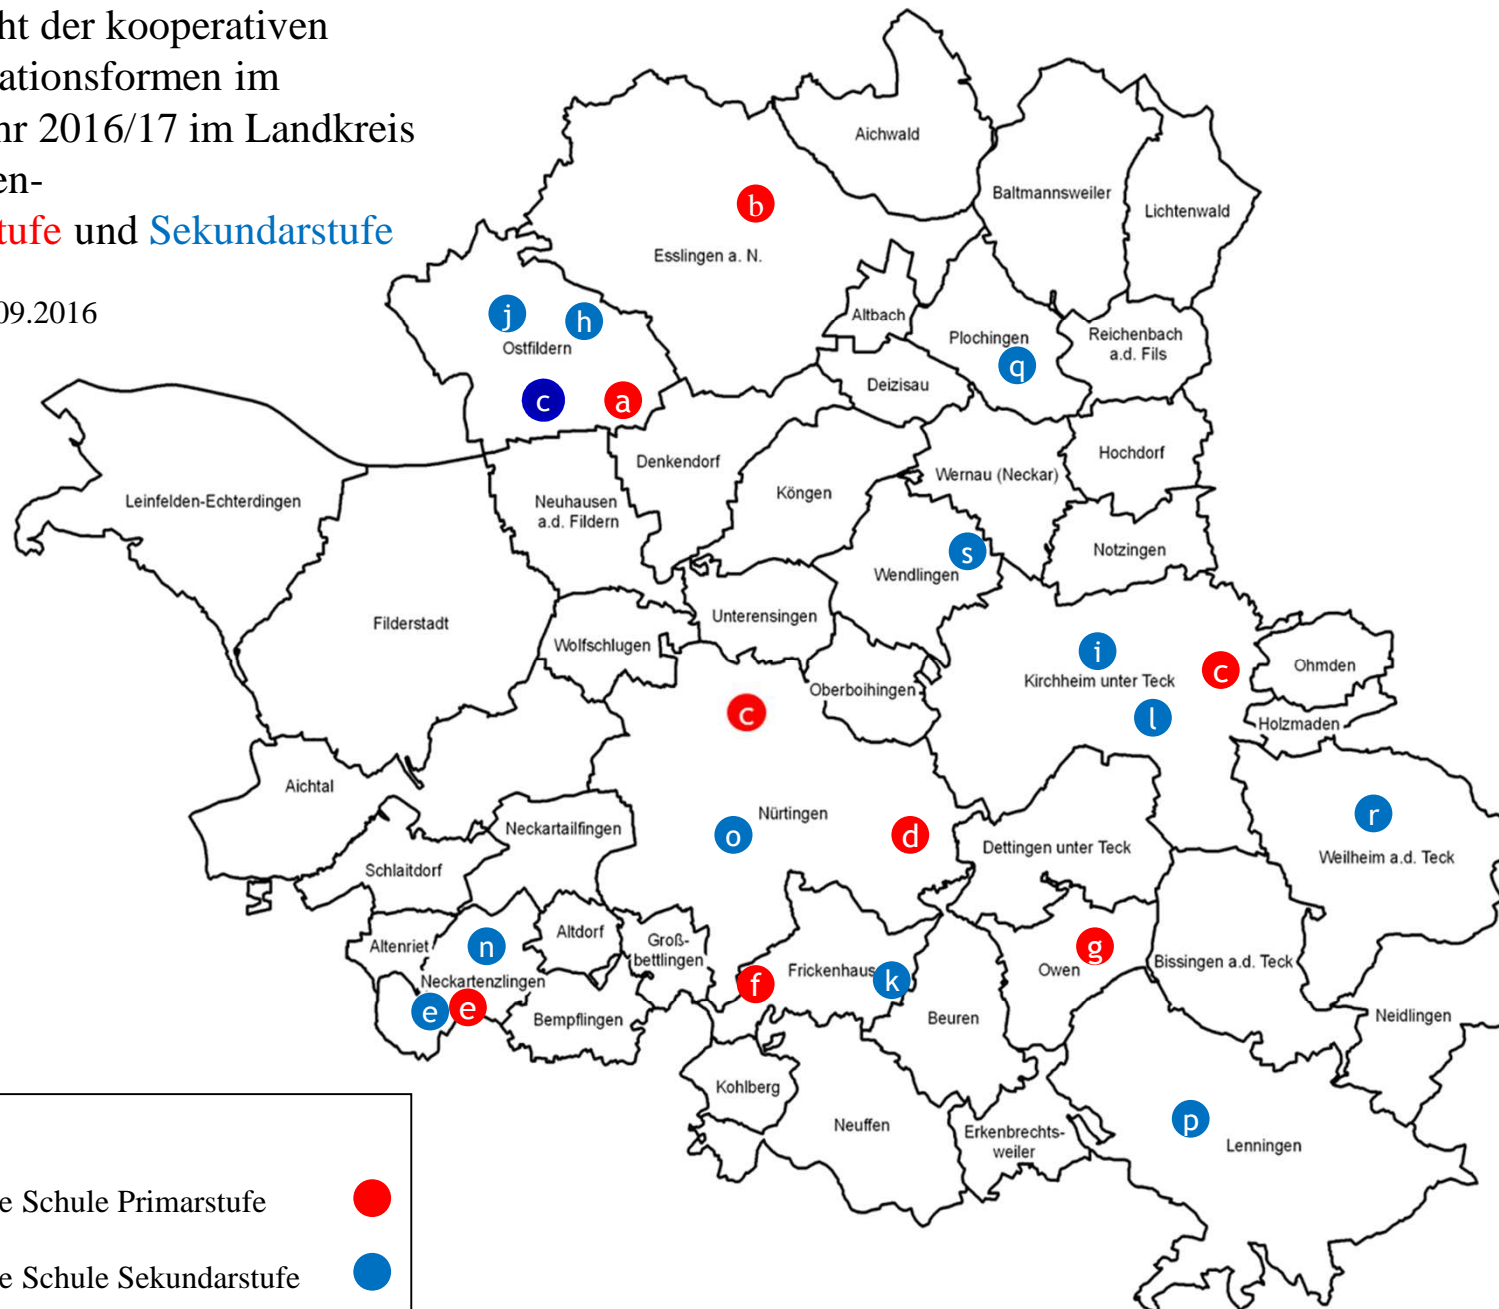 ht der kooperativen
ationsformen im
hr 2016/17 im Landkreis
en-
tufe und Sekundarstufe
09.2016
Aichwald
Baltmannsweiler
Lichtenwald
b
Esslingen a. N.
j
h
Ostfildern
c
a
Altbach
Plochingen
q
Reichenbach
a.d. Fils
Deizisau
Denkendorf
Köngen
Wernau (Neckar)
Hochdorf
Leinfelden-Echterdingen
Neuhausen
a.d. Fildern
Notzingen
s
Wendlingen
Filderstadt
Wolfschlugen
Unterensingen
Oberboihingen
i
Kirchheim unter Teck
c
l
Ohmden
Holzmaden
c
Aichtal
Nürtingen
o
d
Neckartailfingen
Dettingen unter Teck
r
Weilheim a.d. Teck
Schlaitdorf
Altenriet
n
Altdorf
Groß-
bettlingen
Neckartenzlingen
e
e
Bempflingen
f
Frickenhaus
k
g
Owen
Bissingen a.d. Teck
Beuren
Neidlingen
Kohlberg
Neuffen
Erkenbrechts-
weiler
p
Lenningen
e Schule Primarstufe
e Schule Sekundarstufe